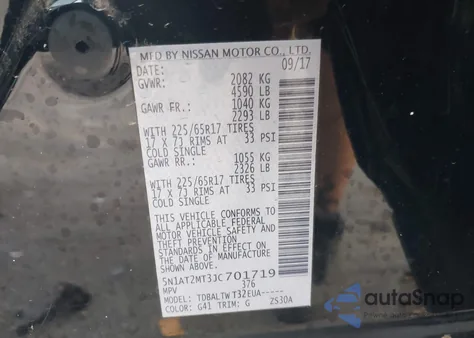 MFD BY NISSAN MOTOR CO., LTD.
DATE: 09/17
GVWR: 2082 KG
4590 LB
GAWR FR.: 1040 KG
2293 LB
WITH 225/65R17 TIRES
17 X 7J RIMS AT 33 PSI
COLD SINGLE
GAWR RR.: 1055 KG
2326 LB
WITH 225/65R17 TIRES
17 X 7J RIMS AT 33 PSI
COLD SINGLE
THIS VEHICLE CONFORMS TO
ALL APPLICABLE FEDERAL
MOTOR VEHICLE SAFETY AND
THEFT PREVENTION
STANDARDS IN EFFECT ON
THE DATE OF MANUFACTURE
SHOWN ABOVE.
5N1AT2MT3JC701719
MPV 376
MODEL: TDBALTW T32EUA-----
COLOR: G41 TRIM: G Z530A
autoSnap